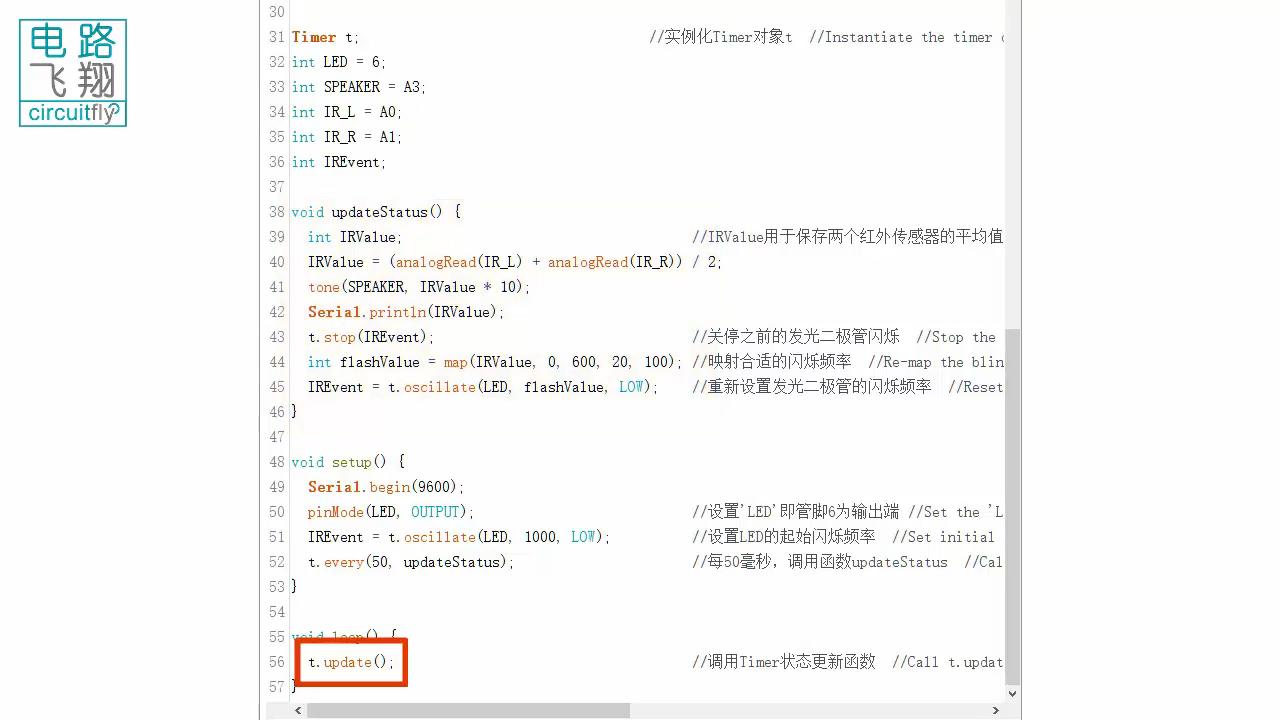 电路
飞翔
circuitfly
30
31 Timer t; //实例化Timer对象t //Instantiate the timer
32 int LED = 6;
33 int SPEAKER = A3;
34 int IR_L = A0;
35 int IR_R = A1;
36 int IREvent;
37
38 void updateStatus() {
39 int IRValue; //IRValue用于保存两个红外传感器的平均值
40 IRValue = (analogRead(IR_L) + analogRead(IR_R)) / 2;
41 tone(SPEAKER, IRValue * 10);
42 Serial.println(IRValue);
43 t.stop(IREvent); //关停之前的发光二极管闪烁 //Stop the
44 int flashValue = map(IRValue, 0, 600, 20, 100); //映射合适的闪烁频率 //Re-map the blin
45 IREvent = t.oscillate(LED, flashValue, LOW); //重新设置发光二极管的闪烁频率 //Reset
46 }
47
48 void setup() {
49 Serial.begin(9600);
50 pinMode(LED, OUTPUT); //设置'LED'即管脚6为输出端 //Set the 'L
51 IREvent = t.oscillate(LED, 1000, LOW); //设置LED的起始闪烁频率 //Set initial
52 t.every(50, updateStatus); //每50毫秒，调用函数updateStatus //Cal
53 }
54
55 void loop() {
56 t.update(); //调用Timer状态更新函数 //Call t.updat
57 }